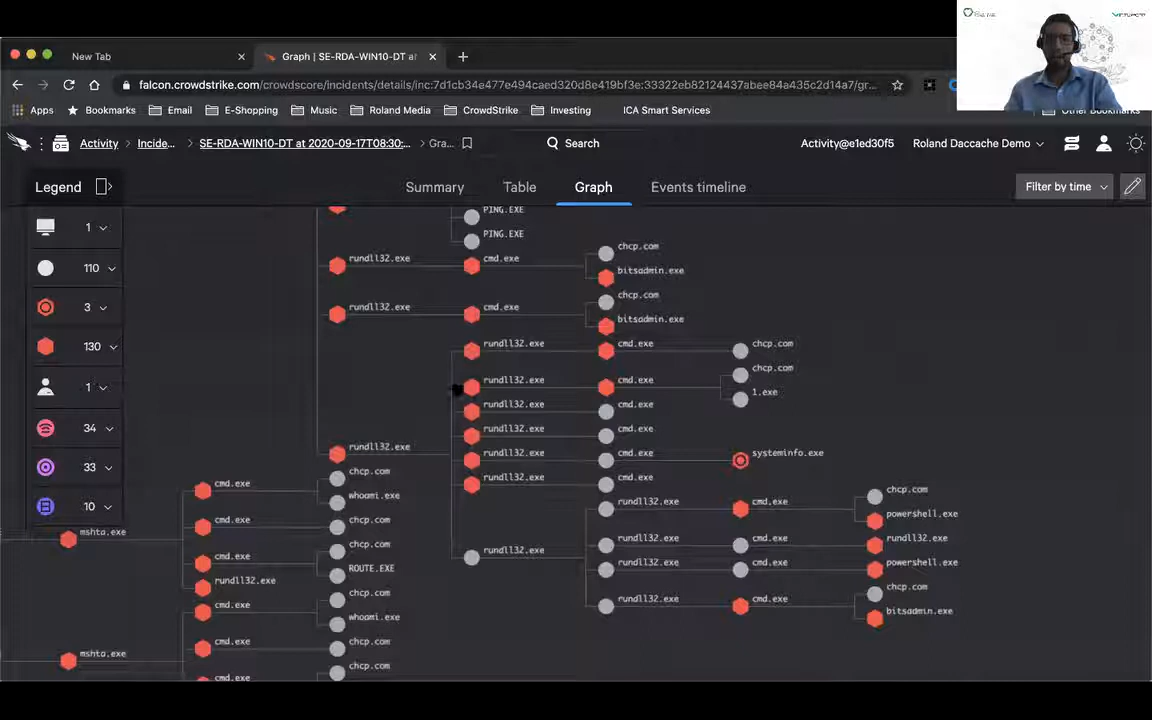 New Tab
Graph | SE-RDA-WIN10-DT at
falcon.crowdstrike.com/crowdscore/incidents/details/inc:7d1cb34e477e494caed320d8e419bf3e:33322eb82124437abee84a435c2d14a7/gr...
Apps Bookmarks Email E-Shopping Music Roland Media CrowdStrike Investing ICA Smart Services Other Bookmarks
Activity Incide... SE-RDA-WIN10-DT at 2020-09-17T08:30:... Gra... Search Activity@e1ed30f5 Roland Daccache Demo
Legend Summary Table Graph Events timeline Filter by time
1
110
3
130
1
34
33
10
PING.EXE
PING.EXE
chcp.com
rundll32.exe cmd.exe
bitsadmin.exe
chcp.com
rundll32.exe cmd.exe
bitsadmin.exe
rundll32.exe cmd.exe chcp.com
chcp.com
rundll32.exe cmd.exe
1.exe
rundll32.exe cmd.exe
rundll32.exe cmd.exe
rundll32.exe
rundll32.exe cmd.exe systeminfo.exe
chcp.com
rundll32.exe cmd.exe
cmd.exe
chcp.com
whoami.exe
rundll32.exe cmd.exe
powershell.exe
cmd.exe chcp.com
rundll32.exe cmd.exe rundll32.exe
mshta.exe
chcp.com
rundll32.exe
cmd.exe
rundll32.exe cmd.exe powershell.exe
ROUTE.EXE
rundll32.exe
chcp.com
chcp.com
rundll32.exe cmd.exe
cmd.exe
bitsadmin.exe
whoami.exe
cmd.exe chcp.com
mshta.exe
chcp.com
cmd.exe